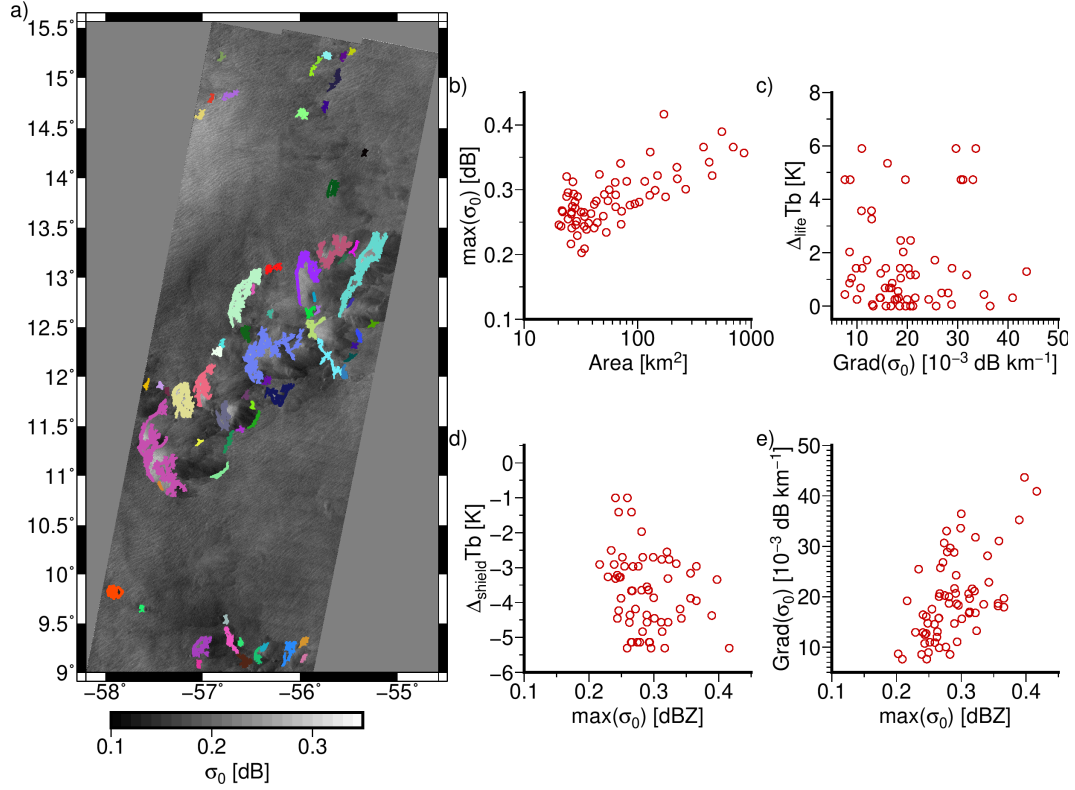 a)
15.5°
15°
14.5°
14°
13.5°
13°
12.5°
12°
11.5°
11°
10.5°
10°
9.5°
9°
−58° −57° −56° −55°
0.1 0.2 0.3
σ0 [dB]
b)
max(σ0) [dB]
0.4
0.3
0.2
0.1
10 100 1000
Area [km2]
c)
ΔlifeTb [K]
8
6
4
2
0
10 20 30 40 50
Grad(σ0) [10−3 dB km−1]
d)
ΔshieldTb [K]
0
−1
−2
−3
−4
−5
−6
0.1 0.2 0.3 0.4
max(σ0) [dBZ]
e)
Grad(σ0) [10−3 dB km−1]
50
40
30
20
10
0.1 0.2 0.3 0.4
max(σ0) [dBZ]